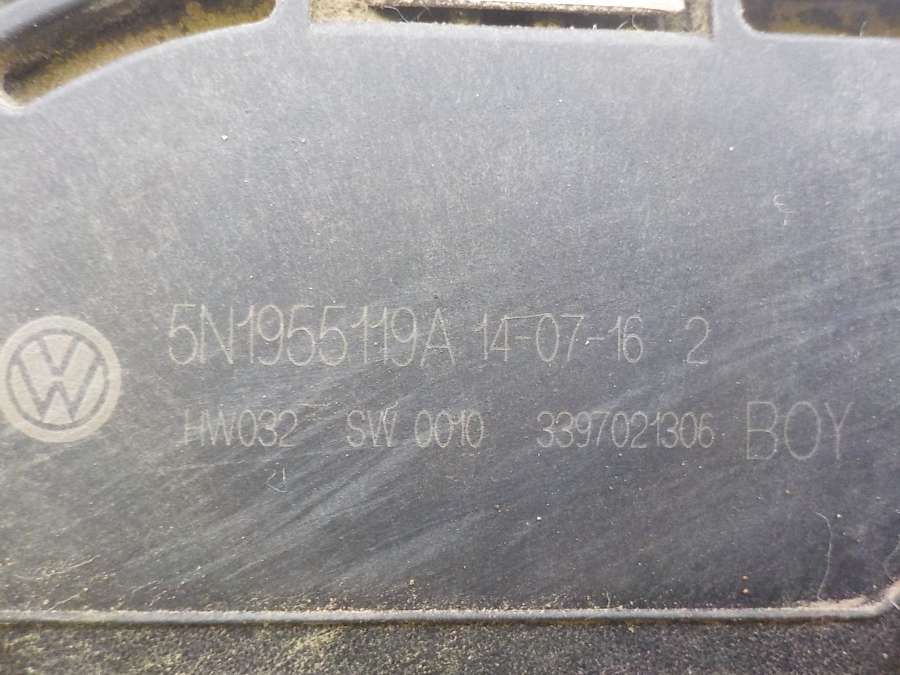 5N1955119A 14-07-16 2
HW032 SW 0010 3397021306 BOY